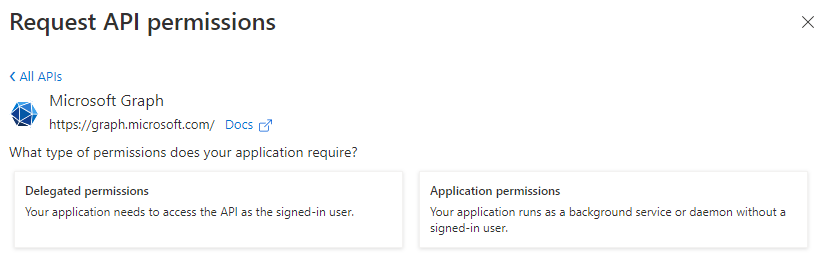 Request API permissions
All APIs
Microsoft Graph
https://graph.microsoft.com/ Docs
What type of permissions does your application require?
Delegated permissions
Your application needs to access the API as the signed-in user.
Application permissions
Your application runs as a background service or daemon without a
signed-in user.